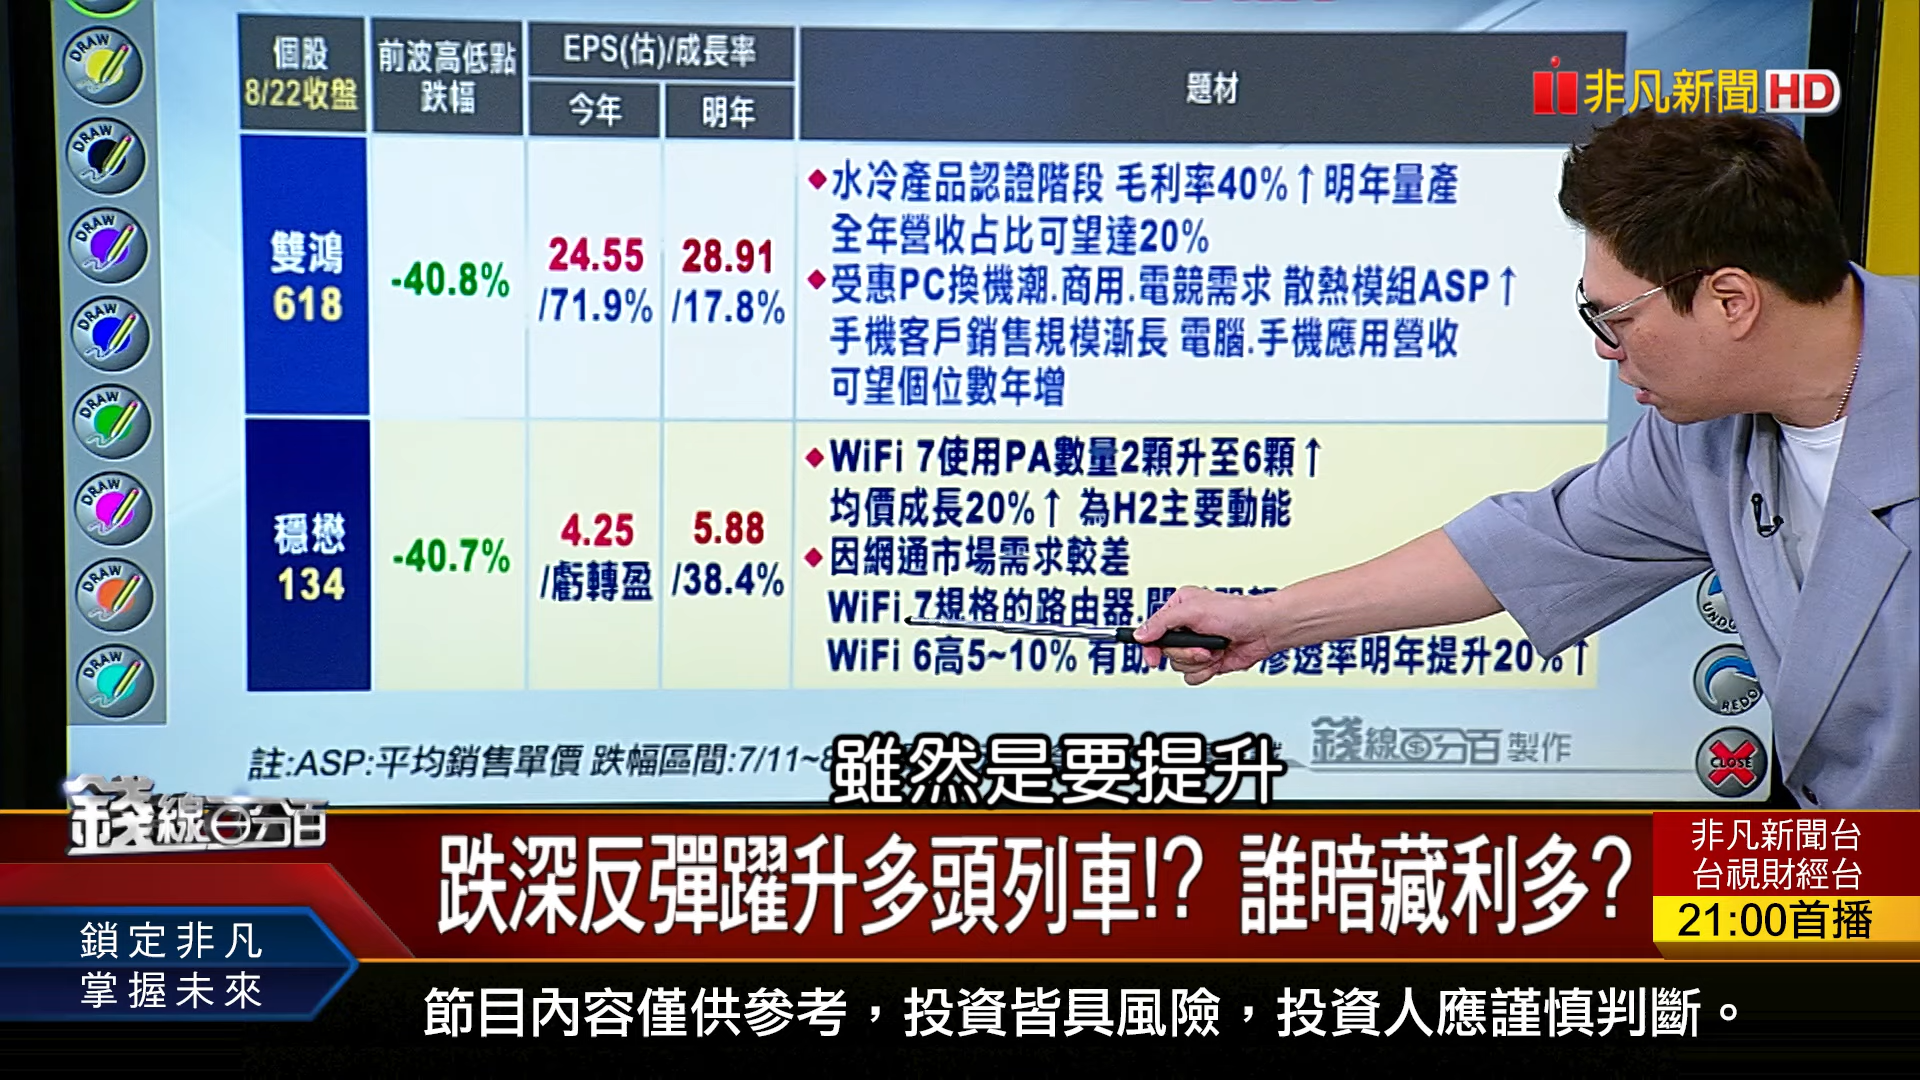 個股
8/22收盤
前波高低點
跌幅
EPS(估)/成長率
今年
明年
題材
非凡新聞HD
雙鴻
618
-40.8%
24.55
/71.9%
28.91
/17.8%
◆水冷產品認證階段 毛利率40%↑明年量產
全年營收占比可望達20%
◆受惠PC換機潮.商用.電競需求 散熱模組ASP↑
手機客戶銷售規模漸長 電腦.手機應用營收
可望個位數年增
穩懋
134
-40.7%
4.25
/虧轉盈
5.88
/38.4%
◆WiFi 7使用PA數量2顆升至6顆↑
均價成長20%↑ 為H2主要動能
◆因網通市場需求較差
WiFi 7規格的路由器.
WiFi 6高5~10% 有助 滲透率明年提升20%↑
註:ASP:平均銷售單價 跌幅區間:7/11~8
錢線百分百 製作
DRAW
DRAW
DRAW
DRAW
DRAW
DRAW
DRAW
DRAW
UNDO
REDO
CLOSE
雖然是要提升
錢線百分百
跌深反彈躍升多頭列車!? 誰暗藏利多?
非凡新聞台
台視財經台
21:00首播
鎖定非凡
掌握未來
節目內容僅供參考，投資皆具風險，投資人應謹慎判斷。